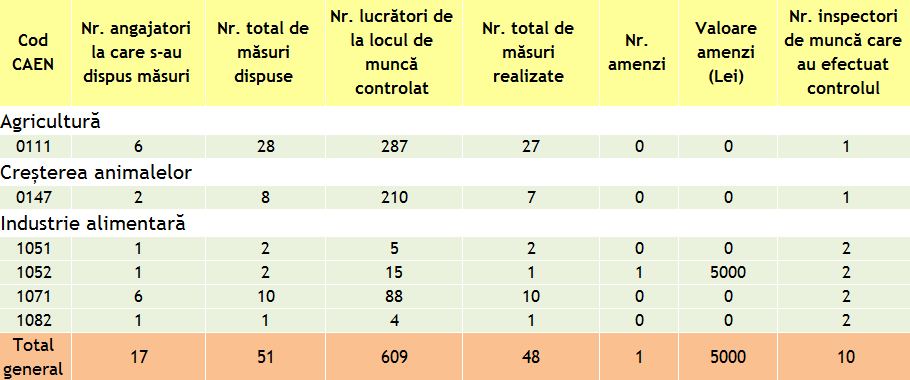 Cod CAEN | Nr. angajatori la care s-au dispus măsuri | Nr. total de măsuri dispuse | Nr. lucrători de la locul de muncă controlat | Nr. total de măsuri realizate | Nr. amenzi | Valoare amenzi (Lei) | Nr. inspectori de muncă care au efectuat controlul
Agricultură
0111 | 6 | 28 | 287 | 27 | 0 | 0 | 1
Creșterea animalelor
0147 | 2 | 8 | 210 | 7 | 0 | 0 | 1
Industrie alimentară
1051 | 1 | 2 | 5 | 2 | 0 | 0 | 2
1052 | 1 | 2 | 15 | 1 | 1 | 5000 | 2
1071 | 6 | 10 | 88 | 10 | 0 | 0 | 2
1082 | 1 | 1 | 4 | 1 | 0 | 0 | 2
Total general | 17 | 51 | 609 | 48 | 1 | 5000 | 10